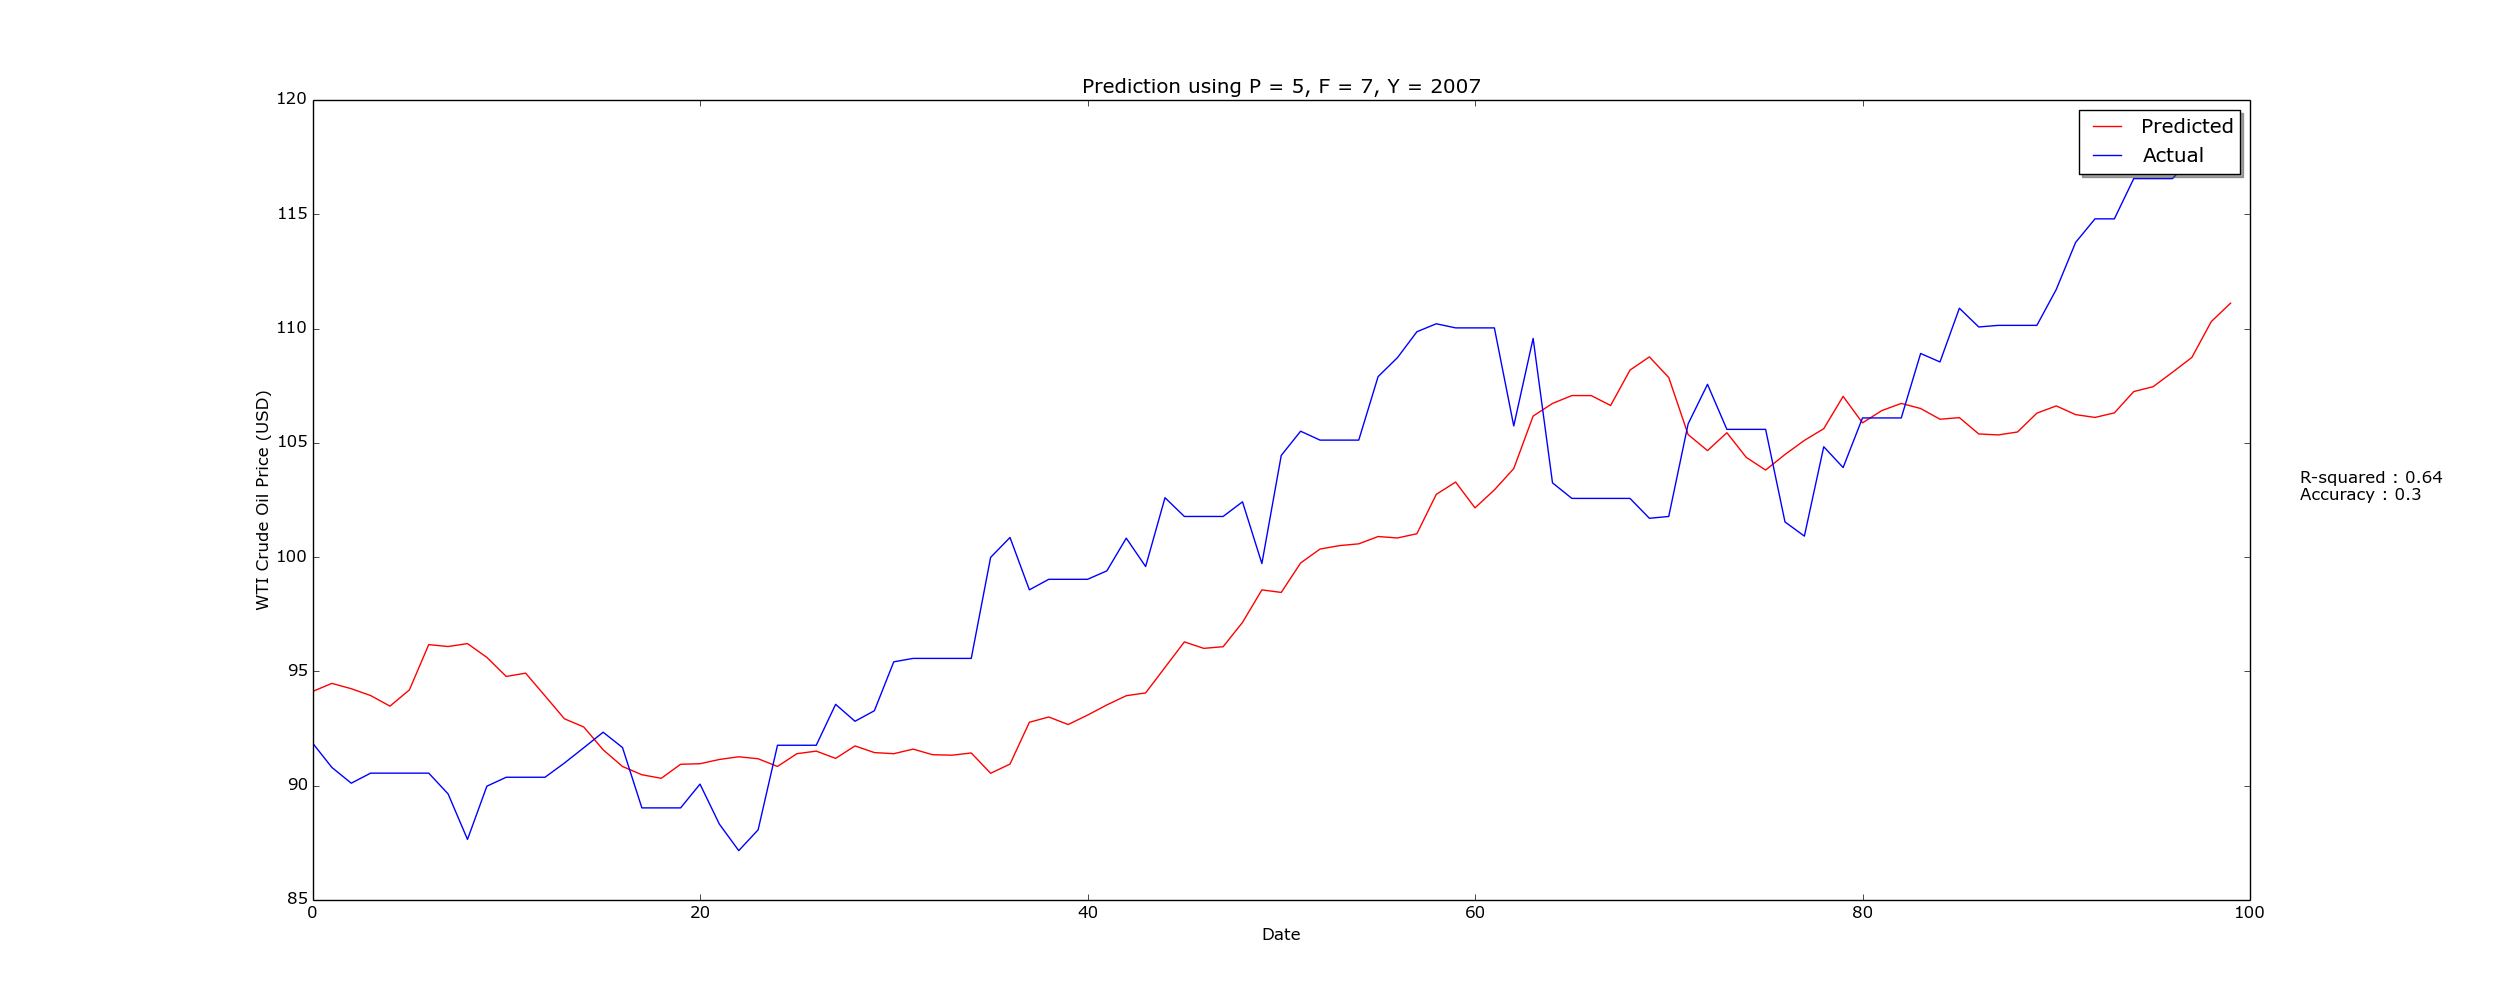 Prediction using P = 5, F = 7, Y = 2007
Predicted
Actual
120
115
110
105
100
95
90
85
WTI Crude Oil Price (USD)
0
20
40
60
80
100
Date
R-squared : 0.64
Accuracy : 0.3